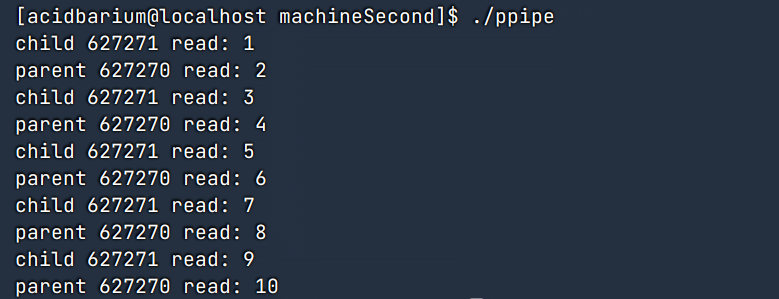 [acidbarium@localhost machineSecond]$ ./ppipe
child 627271 read: 1
parent 627270 read: 2
child 627271 read: 3
parent 627270 read: 4
child 627271 read: 5
parent 627270 read: 6
child 627271 read: 7
parent 627270 read: 8
child 627271 read: 9
parent 627270 read: 10